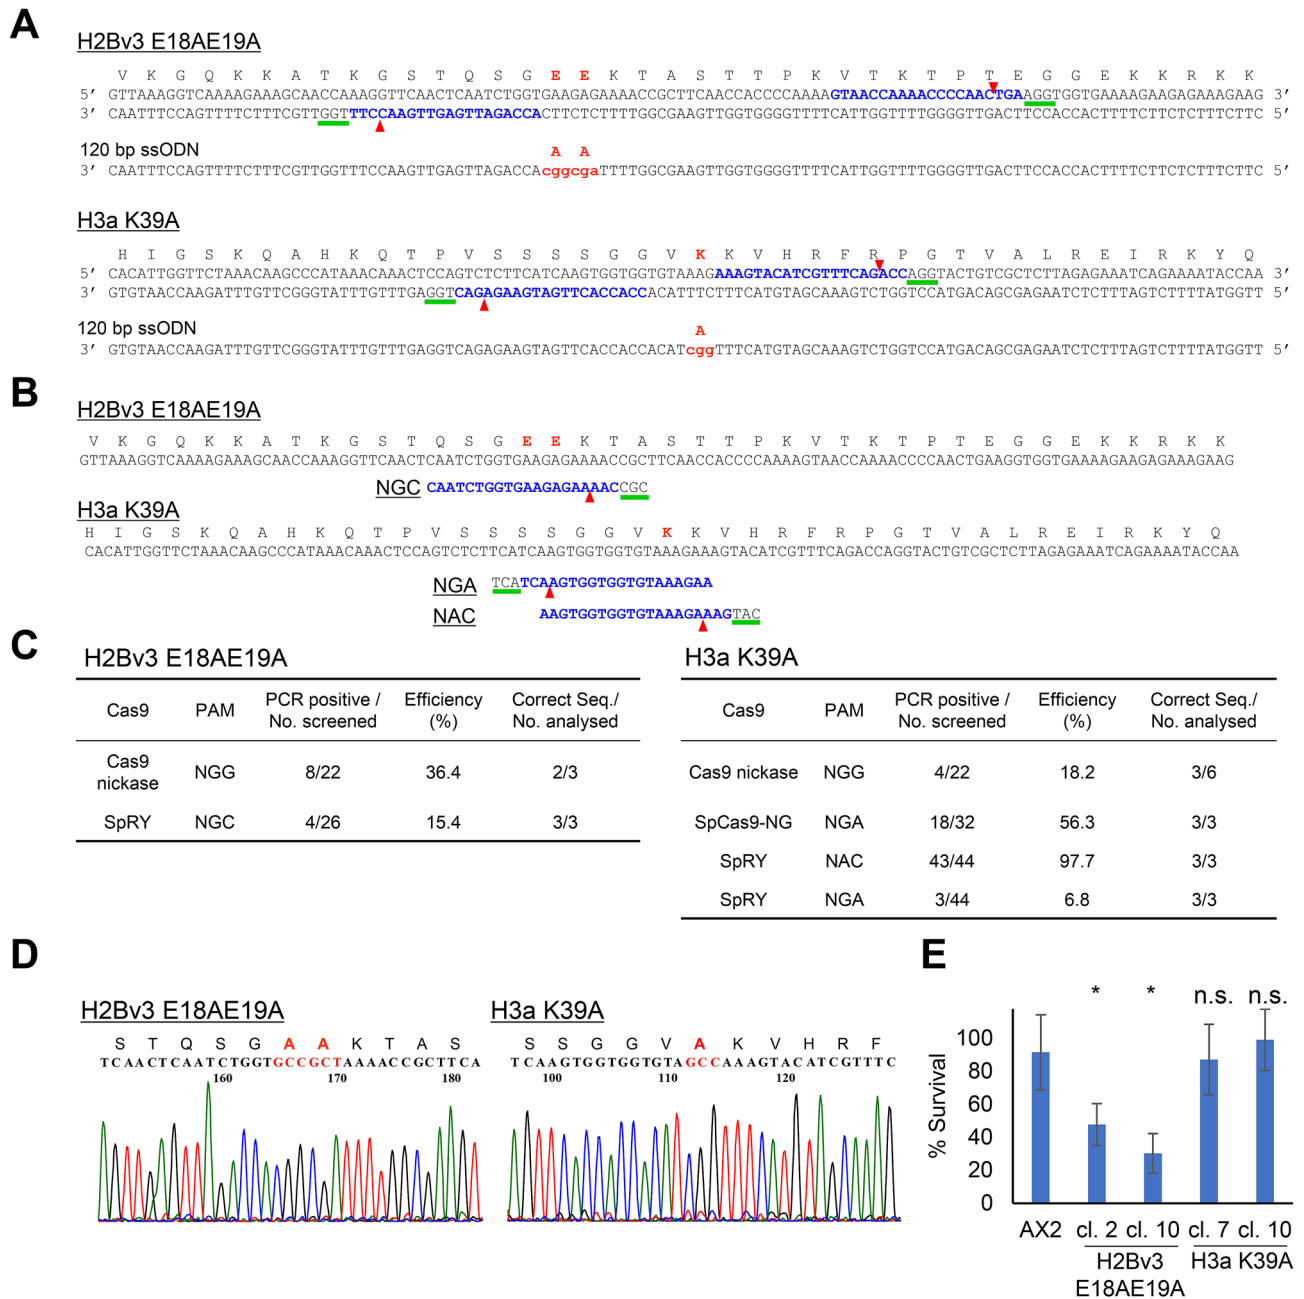 A
H2Bv3 E18AE19A
V K G Q K K A T K G S T Q S G E E K T A S T T P K V T K T P T E G G E K K R K K
5′ GTTAAAGGTCAAAAGAAAGCAACCAAAGGTTCAACTCAATCTGGTGAAGAGAAAACCGCTTCAACCACCCCAAAAGTAACCAAAACCCCAACTGAAGGTGGTGAAAAGAAGAGAAAGAAG 3′
3′ CAATTTCCAGTTTTCTTTCGTTGGTTTCCAAGTTGAGTTAGACCACTTCTCTTTTGGCGAAGTTGGTGGGGTTTTCATTGGTTTTGGGGTTGACTTCCACCACTTTTCTTCTCTTTCTTC 5′
120 bp ssODN
A A
3′ CAATTTCCAGTTTTCTTTCGTTGGTTTCCAAGTTGAGTTAGACCAcggcgaTTTTGGCGAAGTTGGTGGGGTTTTCATTGGTTTTGGGGTTGACTTCCACCACTTTTCTTCTCTTTCTTC 5′
H3a K39A
H I G S K Q A H K Q T P V S S S S G G V K K V H R F R P G T V A L R E I R K Y Q
5′ CACATTGGTTCTAAACAAGCCCATAAACAAACTCCAGTCTCTTCATCAAGTGGTGGTGTAAAGAAAGTACATCGTTTCAGACCAGGTACTGTCGCTCTTAGAGAAATCAGAAAATACCAA 3′
3′ GTGTAACCAAGATTTGTTCGGGTATTTGTTTGAGGTCAGAGAAGTAGTTCACCACCACATTTCTTTCATGTAGCAAAGTCTGGTCCATGACAGCGAGAATCTCTTTAGTCTTTTATGGTT 5′
120 bp ssODN
A
3′ GTGTAACCAAGATTTGTTCGGGTATTTGTTTGAGGTCAGAGAAGTAGTTCACCACCACATcggTTTCATGTAGCAAAGTCTGGTCCATGACAGCGAGAATCTCTTTAGTCTTTTATGGTT 5′
B
H2Bv3 E18AE19A
V K G Q K K A T K G S T Q S G E E K T A S T T P K V T K T P T E G G E K K R K K
GTTAAAGGTCAAAAGAAAGCAACCAAAGGTTCAACTCAATCTGGTGAAGAGAAAACCGCTTCAACCACCCCAAAAGTAACCAAAACCCCAACTGAAGGTGGTGAAAAGAAGAGAAAGAAG
NGC CAATCTGGTGAAGAGAAAACCGC
H3a K39A
H I G S K Q A H K Q T P V S S S S G G V K K V H R F R P G T V A L R E I R K Y Q
CACATTGGTTCTAAACAAGCCCATAAACAAACTCCAGTCTCTTCATCAAGTGGTGGTGTAAAGAAAGTACATCGTTTCAGACCAGGTACTGTCGCTCTTAGAGAAATCAGAAAATACCAA
NGA TCATCAAGTGGTGGTGTAAAGAA
NAC AAGTGGTGGTGTAAAGAAAGTAC
C
H2Bv3 E18AE19A
Cas9 PAM PCR positive / No. screened Efficiency (%) Correct Seq./ No. analysed
Cas9 nickase NGG 8/22 36.4 2/3
SpRY NGC 4/26 15.4 3/3
H3a K39A
Cas9 PAM PCR positive / No. screened Efficiency (%) Correct Seq./ No. analysed
Cas9 nickase NGG 4/22 18.2 3/6
SpCas9-NG NGA 18/32 56.3 3/3
SpRY NAC 43/44 97.7 3/3
SpRY NGA 3/44 6.8 3/3
D
H2Bv3 E18AE19A
S T Q S G A A K T A S
TCAACTCAATCTGGTGCCGCTAAAACCGCTTCA
160 170 180
H3a K39A
S S G G V A K V H R F
TCAAGTGGTGGTGTAGCCAAAGTACATCGTTTC
100 110 120
E
* * n.s. n.s.
% Survival
100
80
60
40
20
0
AX2 cl. 2 cl. 10 cl. 7 cl. 10
H2Bv3 E18AE19A
H3a K39A